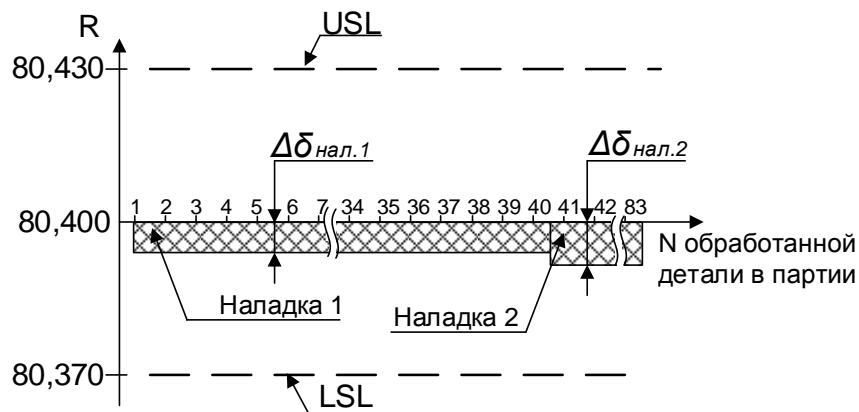 R
USL
80,430
Δδнал.1
Δδнал.2
1 2 3 4 5 6 7 34 35 36 37 38 39 40 41 42 83
80,400
N обработанной
детали в партии
Наладка 1
Наладка 2
80,370
LSL